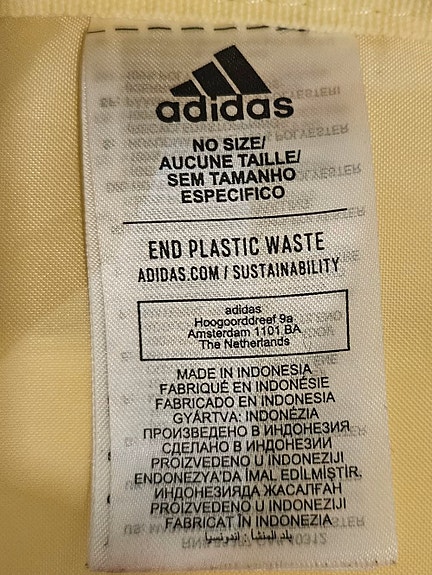 adidas
NO SIZE/
AUCUNE TAILLE/
SEM TAMANHO
ESPECIFICO
END PLASTIC WASTE
ADIDAS.COM / SUSTAINABILITY
adidas
Hoogoorddreef 9a
Amsterdam 1101 BA
The Netherlands
MADE IN INDONESIA
FABRIQUÉ EN INDONÉSIE
FABRICADO EN INDONESIA
GYÁRTVA: INDONÉZIA
ПРОИЗВЕДЕНО В ИНДОНЕЗИЯ
СДЕЛАНО В ИНДОНЕЗИИ
PROIZVEDENO U INDONEZIJI
ENDONEZYA'DA İMAL EDİLMİŞTİR.
ИНДОНЕЗИЯДА ЖАСАЛҒАН
PROIZVEDENO U INDONEZIJI
FABRICAT ÎN INDONEZIA
بلد المنشأ : اندونيسيا